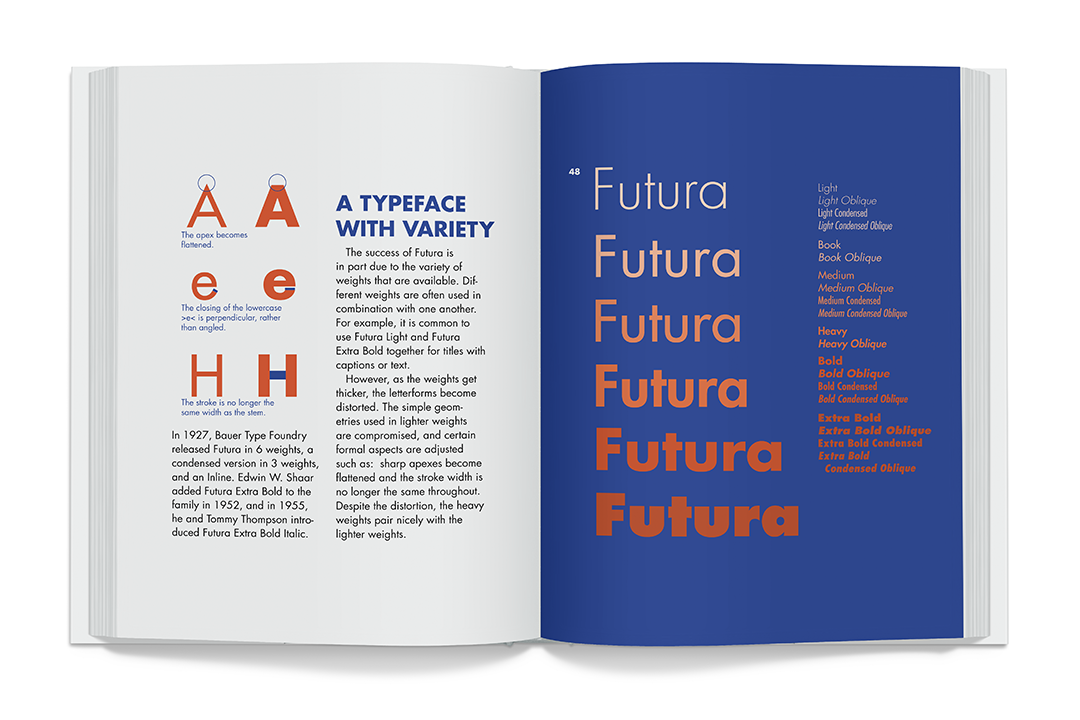 A A
The apex becomes
flattened.
e e
The closing of the lowercase
>e< is perpendicular, rather
than angled.
H H
The stroke is no longer the
same width as the stem.
In 1927, Bauer Type Foundry
released Futura in 6 weights, a
condensed version in 3 weights,
and an Inline. Edwin W. Shaar
added Futura Extra Bold to the
family in 1952, and in 1955,
he and Tommy Thompson intro-
duced Futura Extra Bold Italic.
A TYPEFACE
WITH VARIETY
The success of Futura is
in part due to the variety of
weights that are available. Dif-
ferent weights are often used in
combination with one another.
For example, it is common to
use Futura Light and Futura
Extra Bold together for titles with
captions or text.
However, as the weights get
thicker, the letterforms become
distorted. The simple geom-
etries used in lighter weights
are compromised, and certain
formal aspects are adjusted
such as: sharp apexes become
flattened and the stroke width is
no longer the same throughout.
Despite the distortion, the heavy
weights pair nicely with the
lighter weights.
48
Futura
Futura
Futura
Futura
Futura
Futura
Light
Light Oblique
Light Condensed
Light Condensed Oblique
Book
Book Oblique
Medium
Medium Oblique
Medium Condensed
Medium Condensed Oblique
Heavy
Heavy Oblique
Bold
Bold Oblique
Bold Condensed
Bold Condensed Oblique
Extra Bold
Extra Bold Oblique
Extra Bold Condensed
Extra Bold
Condensed Oblique